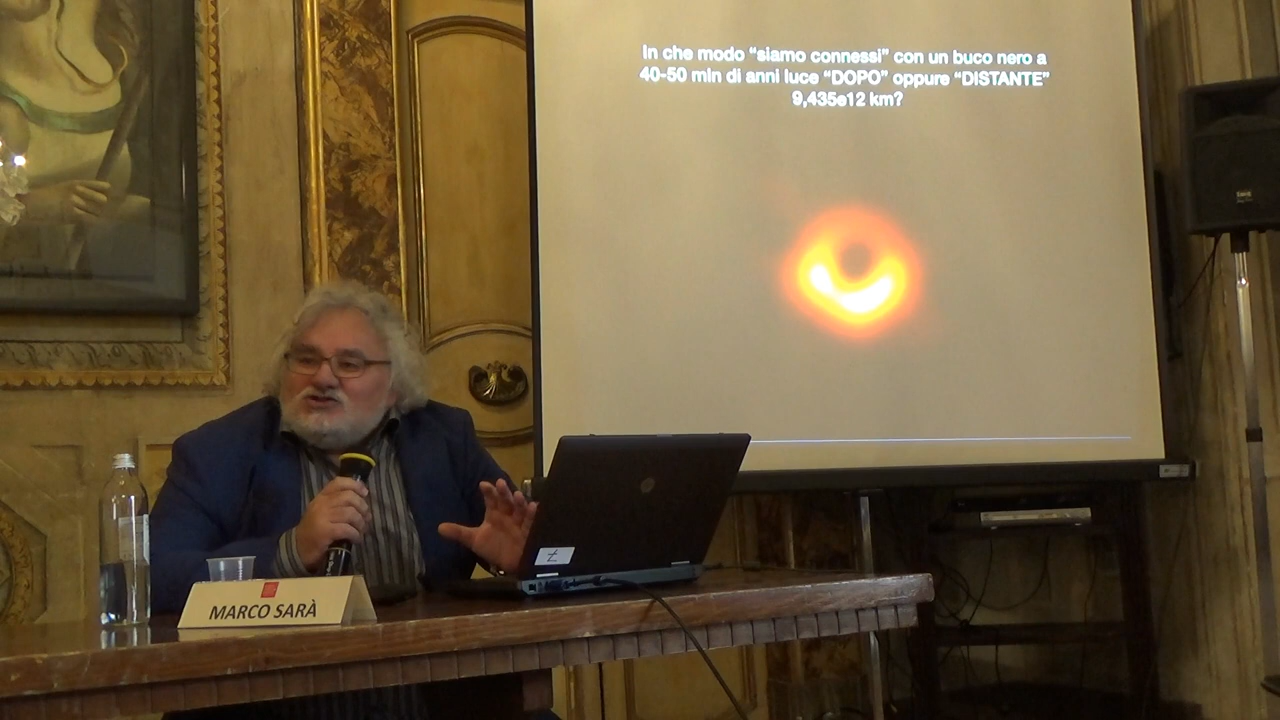 In che modo “siamo connessi” con un buco nero a
40-50 mln di anni luce “DOPO” oppure “DISTANTE”
9,435e12 km?
MARCO SARÀ